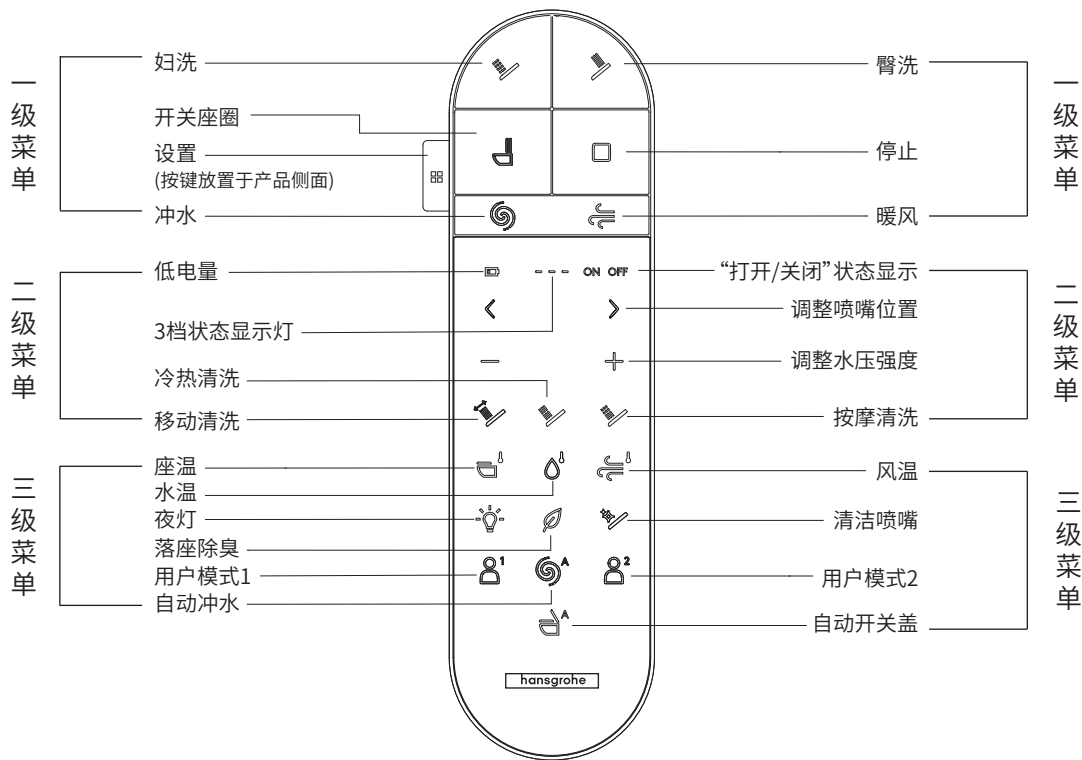 一级菜单
妇洗
开关座圈
设置
(按键放置于产品侧面)
冲水
臀洗
停止
暖风
一级菜单
二级菜单
低电量
3档状态显示灯
冷热清洗
移动清洗
ON OFF
“打开/关闭”状态显示
调整喷嘴位置
调整水压强度
按摩清洗
二级菜单
三级菜单
座温
水温
夜灯
落座除臭
用户模式1
自动冲水
1
A
2
A
风温
清洁喷嘴
用户模式2
自动开关盖
三级菜单
hansgrohe